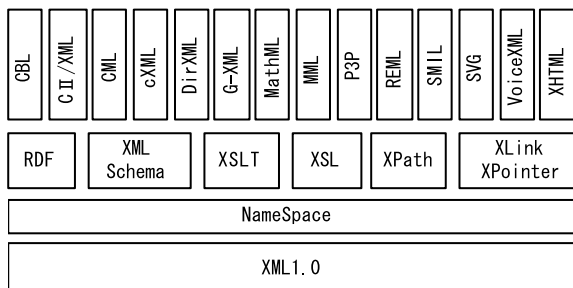 CBL
CⅡ/XML
CML
cXML
DirXML
G-XML
MathML
MML
P3P
REML
SMIL
SVG
VoiceXML
XHTML
RDF
XML
Schema
XSLT
XSL
XPath
XLink
XPointer
NameSpace
XML1.0